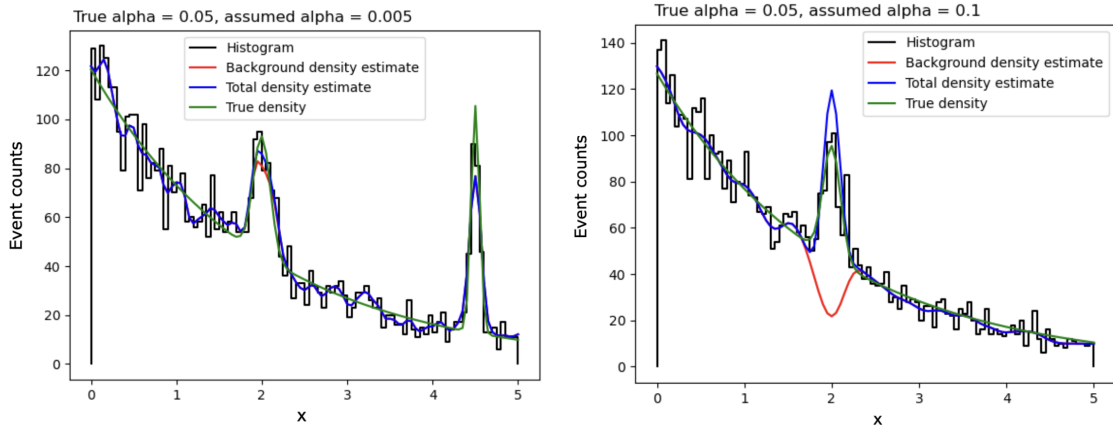 True alpha = 0.05, assumed alpha = 0.005
Histogram
Background density estimate
Total density estimate
True density
Event counts
120
100
80
60
40
20
0
0 1 2 3 4 5
x
True alpha = 0.05, assumed alpha = 0.1
Histogram
Background density estimate
Total density estimate
True density
Event counts
140
120
100
80
60
40
20
0
0 1 2 3 4 5
x